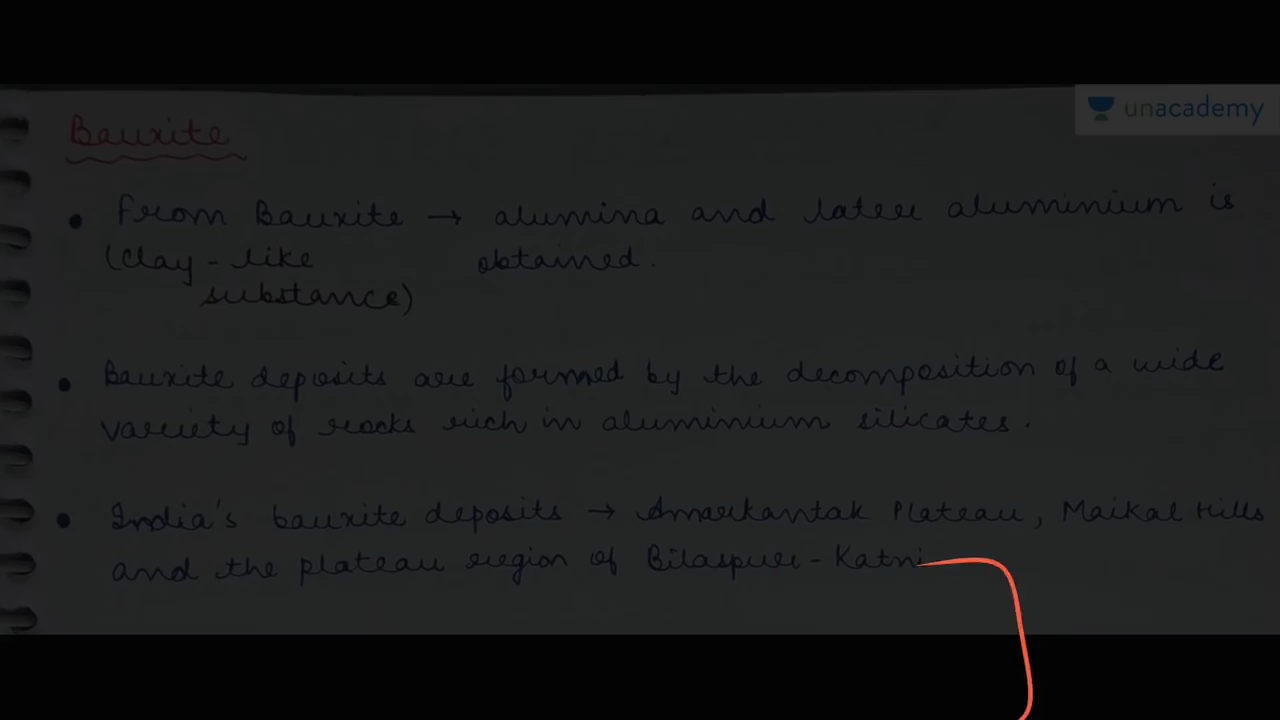 unacademy
Bauxite
• From Bauxite → alumina and later aluminium is
(clay-like obtained.
substance)
• Bauxite deposits are formed by the decomposition of a wide
variety of rocks rich in aluminium silicates.
• India's bauxite deposits → Amarkantak Plateau, Maikal Hills
and the plateau region of Bilaspur-Katni